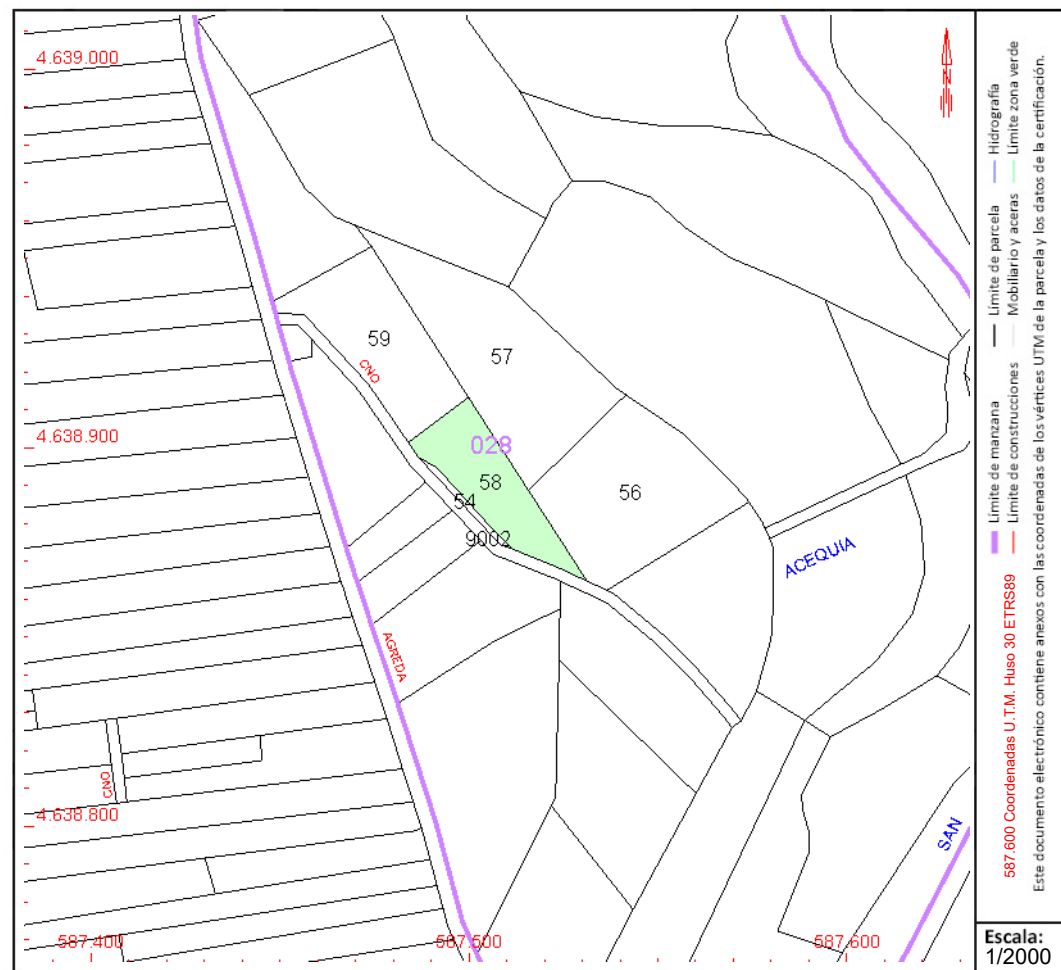 4.639.000
59
57
CNO
4.638.900
028
58
56
54
9002
ACEQUIA
AGREDA
CNO
4.638.800
SAN
587.400
587.500
587.600
N
Límite de manzana
Límite de parcela
Hidrografía
Límite de construcciones
Mobiliario y aceras
Límite zona verde
587.600 Coordenadas U.T.M. Huso 30 ETRS89
Este documento electrónico contiene anexos con las coordenadas de los vértices UTM de la parcela y los datos de la certificación.
Escala:
1/2000